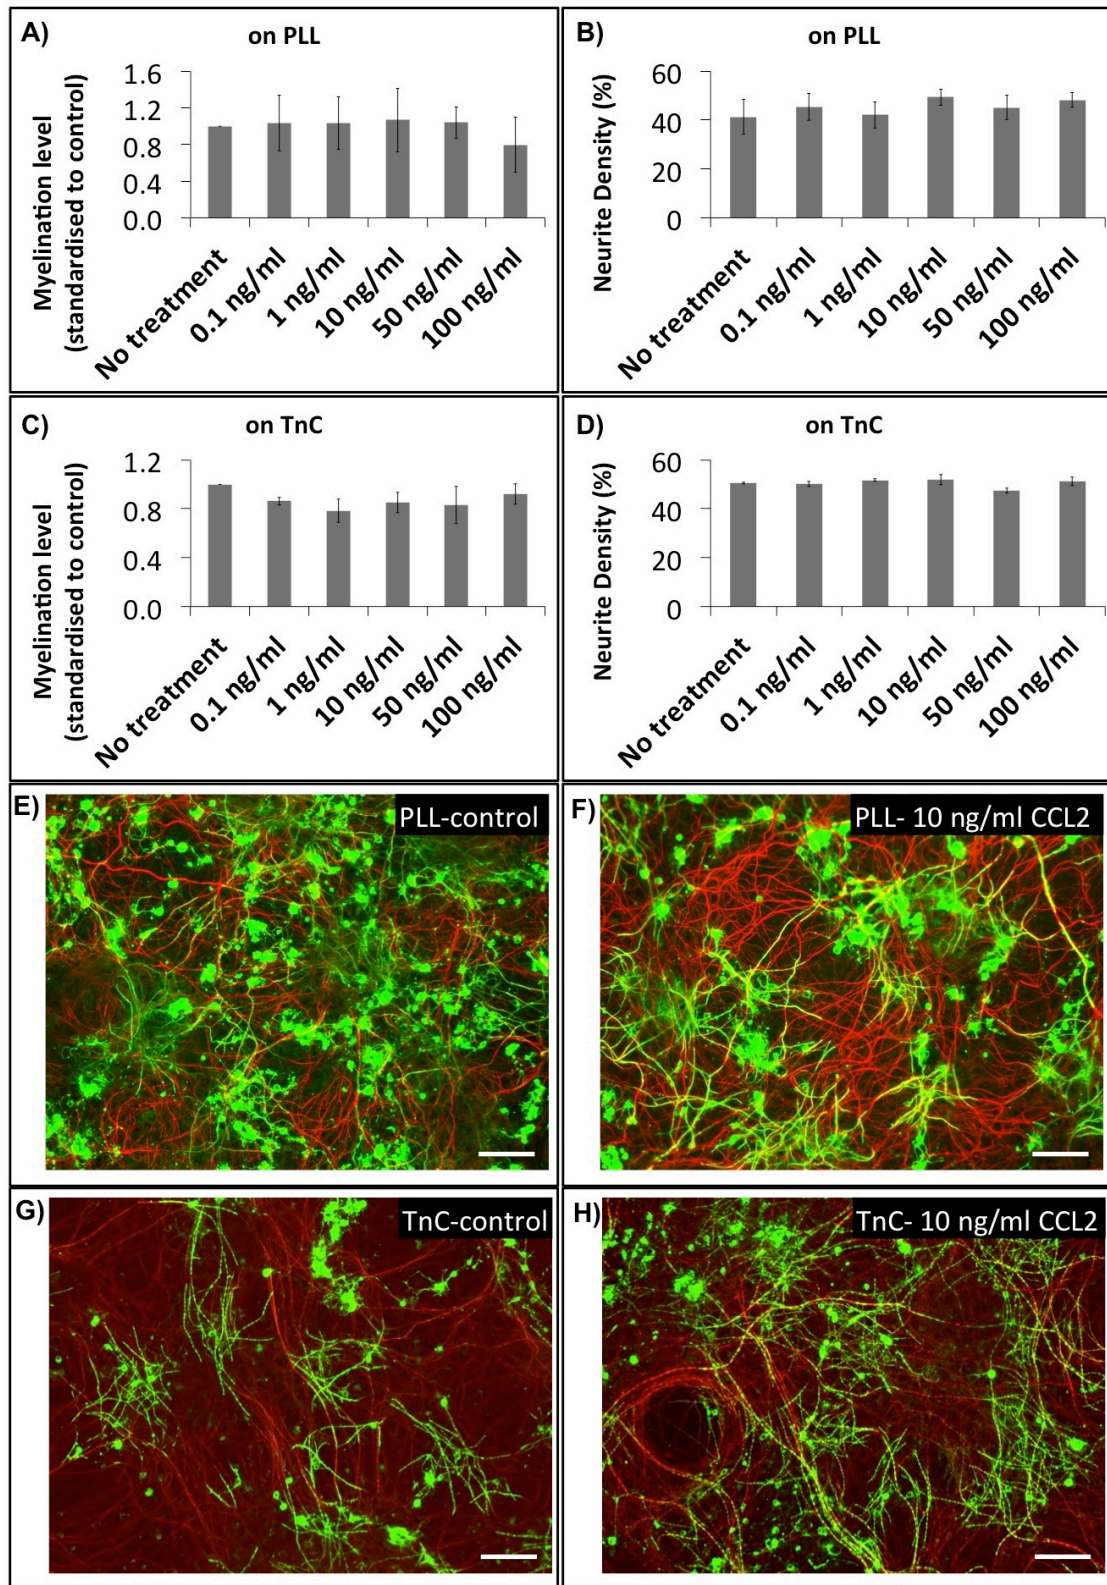 A)
on PLL
Myelination level
(standardised to control)
1.6
1.2
0.8
0.4
0.0
No treatment
0.1 ng/ml
1 ng/ml
10 ng/ml
50 ng/ml
100 ng/ml
B)
on PLL
Neurite Density (%)
60
40
20
0
No treatment
0.1 ng/ml
1 ng/ml
10 ng/ml
50 ng/ml
100 ng/ml
C)
on TnC
Myelination level
(standardised to control)
1.2
0.8
0.4
0.0
No treatment
0.1 ng/ml
1 ng/ml
10 ng/ml
50 ng/ml
100 ng/ml
D)
on TnC
Neurite Density (%)
60
40
20
0
No treatment
0.1 ng/ml
1 ng/ml
10 ng/ml
50 ng/ml
100 ng/ml
E)
PLL-control
F)
PLL- 10 ng/ml CCL2
G)
TnC-control
H)
TnC- 10 ng/ml CCL2